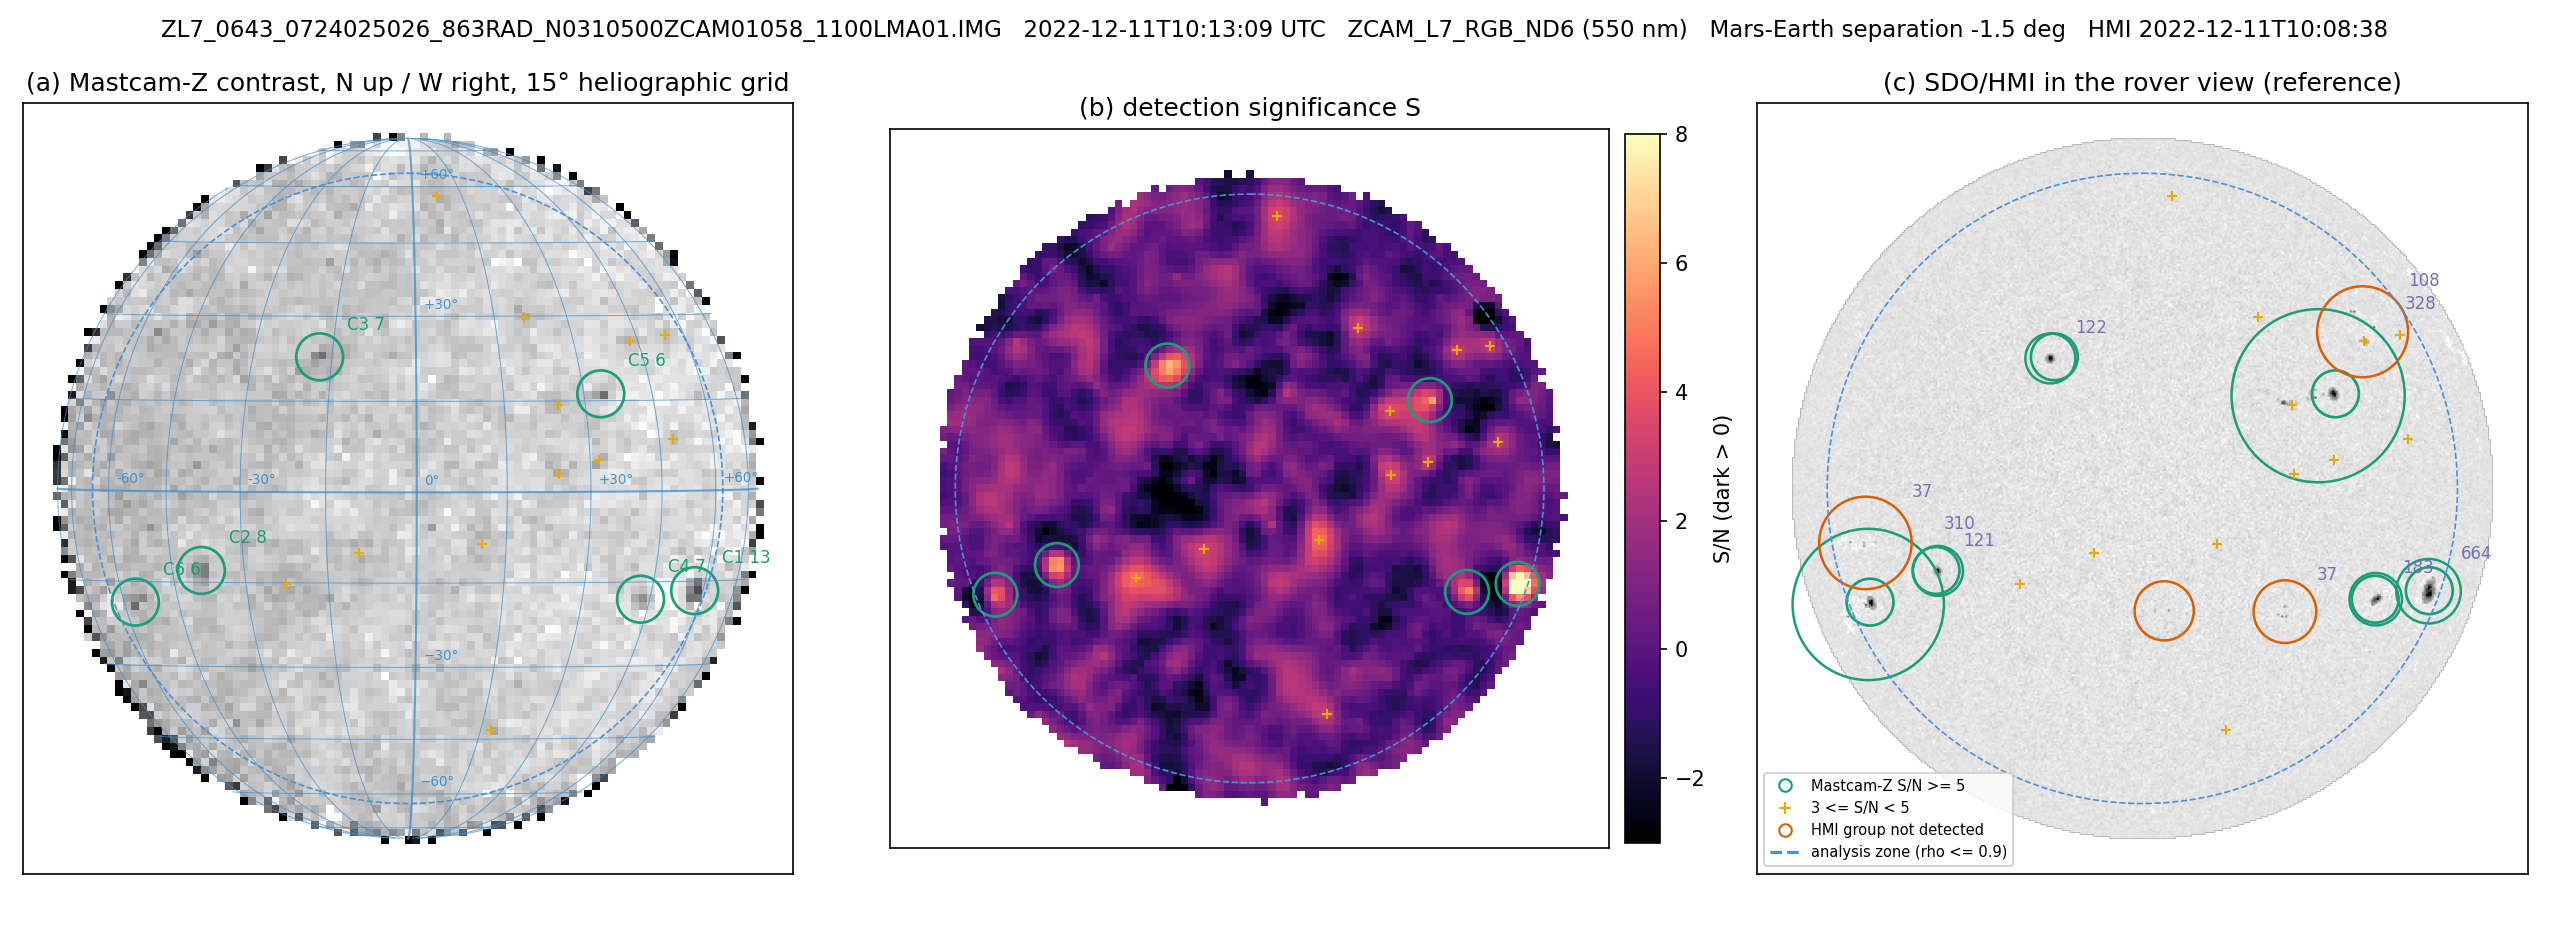 ZL7_0643_0724025026_863RAD_N0310500ZCAM01058_1100LMA01.IMG   2022-12-11T10:13:09 UTC   ZCAM_L7_RGB_ND6 (550 nm)   Mars-Earth separation -1.5 deg   HMI 2022-12-11T10:08:38
(a) Mastcam-Z contrast, N up / W right, 15° heliographic grid
+60°
+30°
C3 7
C5 6
-60°
-30°
0°
+30°
+60°
C2 8
C6 6
C4 7
C1 13
−30°
−60°
(b) detection significance S
8
6
4
2
0
−2
S/N (dark > 0)
(c) SDO/HMI in the rover view (reference)
108
328
122
37
310
121
664
183
37
Mastcam-Z S/N >= 5
3 <= S/N < 5
HMI group not detected
analysis zone (rho <= 0.9)